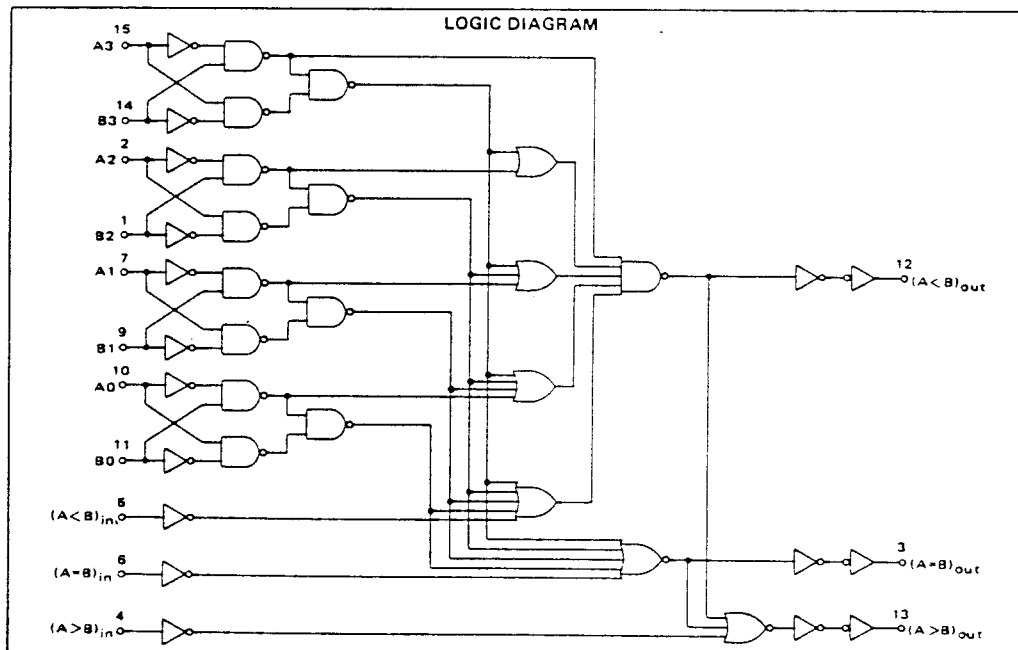 LOGIC DIAGRAM
15
A3
14
B3
2
A2
1
B2
7
A1
9
B1
10
A0
11
B0
5
(A<B)in
6
(A=B)in
4
(A>B)in
12
(A<B)out
3
(A=B)out
13
(A>B)out